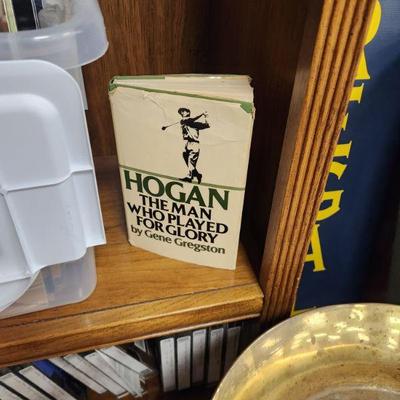 HOGAN
THE MAN
WHO PLAYED
FOR GLORY
by Gene Gregston